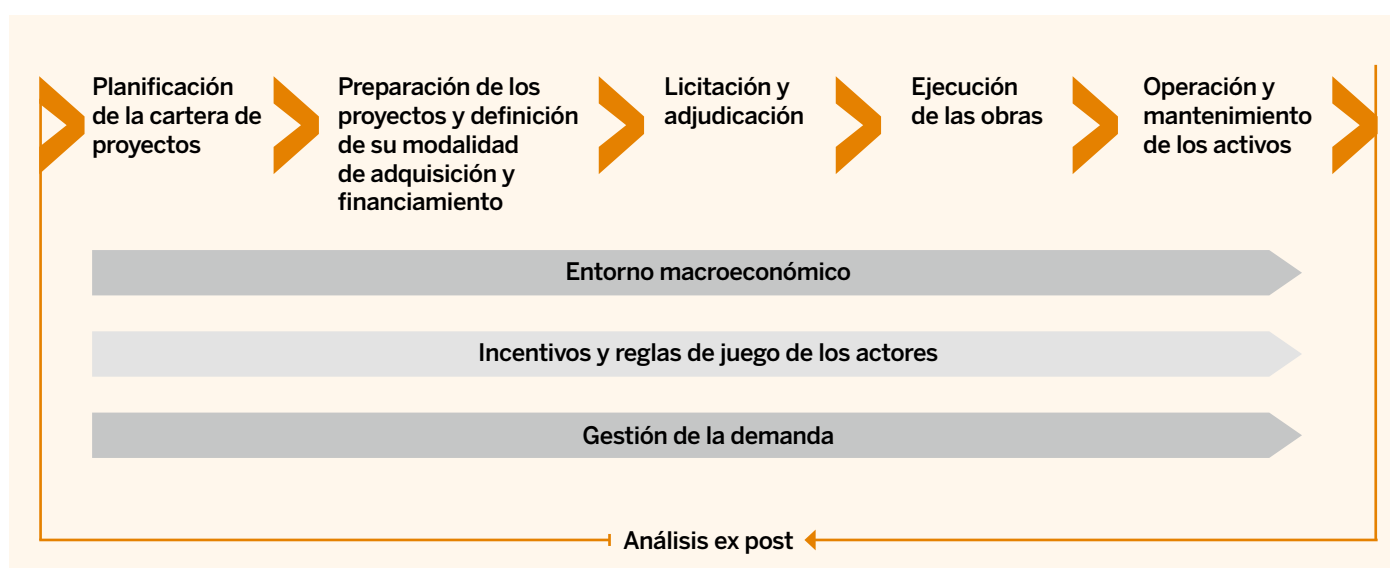 Planificación
de la cartera de
proyectos
Preparación de los
proyectos y definición
de su modalidad
de adquisición y
financiamiento
Licitación y
adjudicación
Ejecución
de las obras
Operación y
mantenimiento
de los activos
Entorno macroeconómico
Incentivos y reglas de juego de los actores
Gestión de la demanda
Análisis ex post